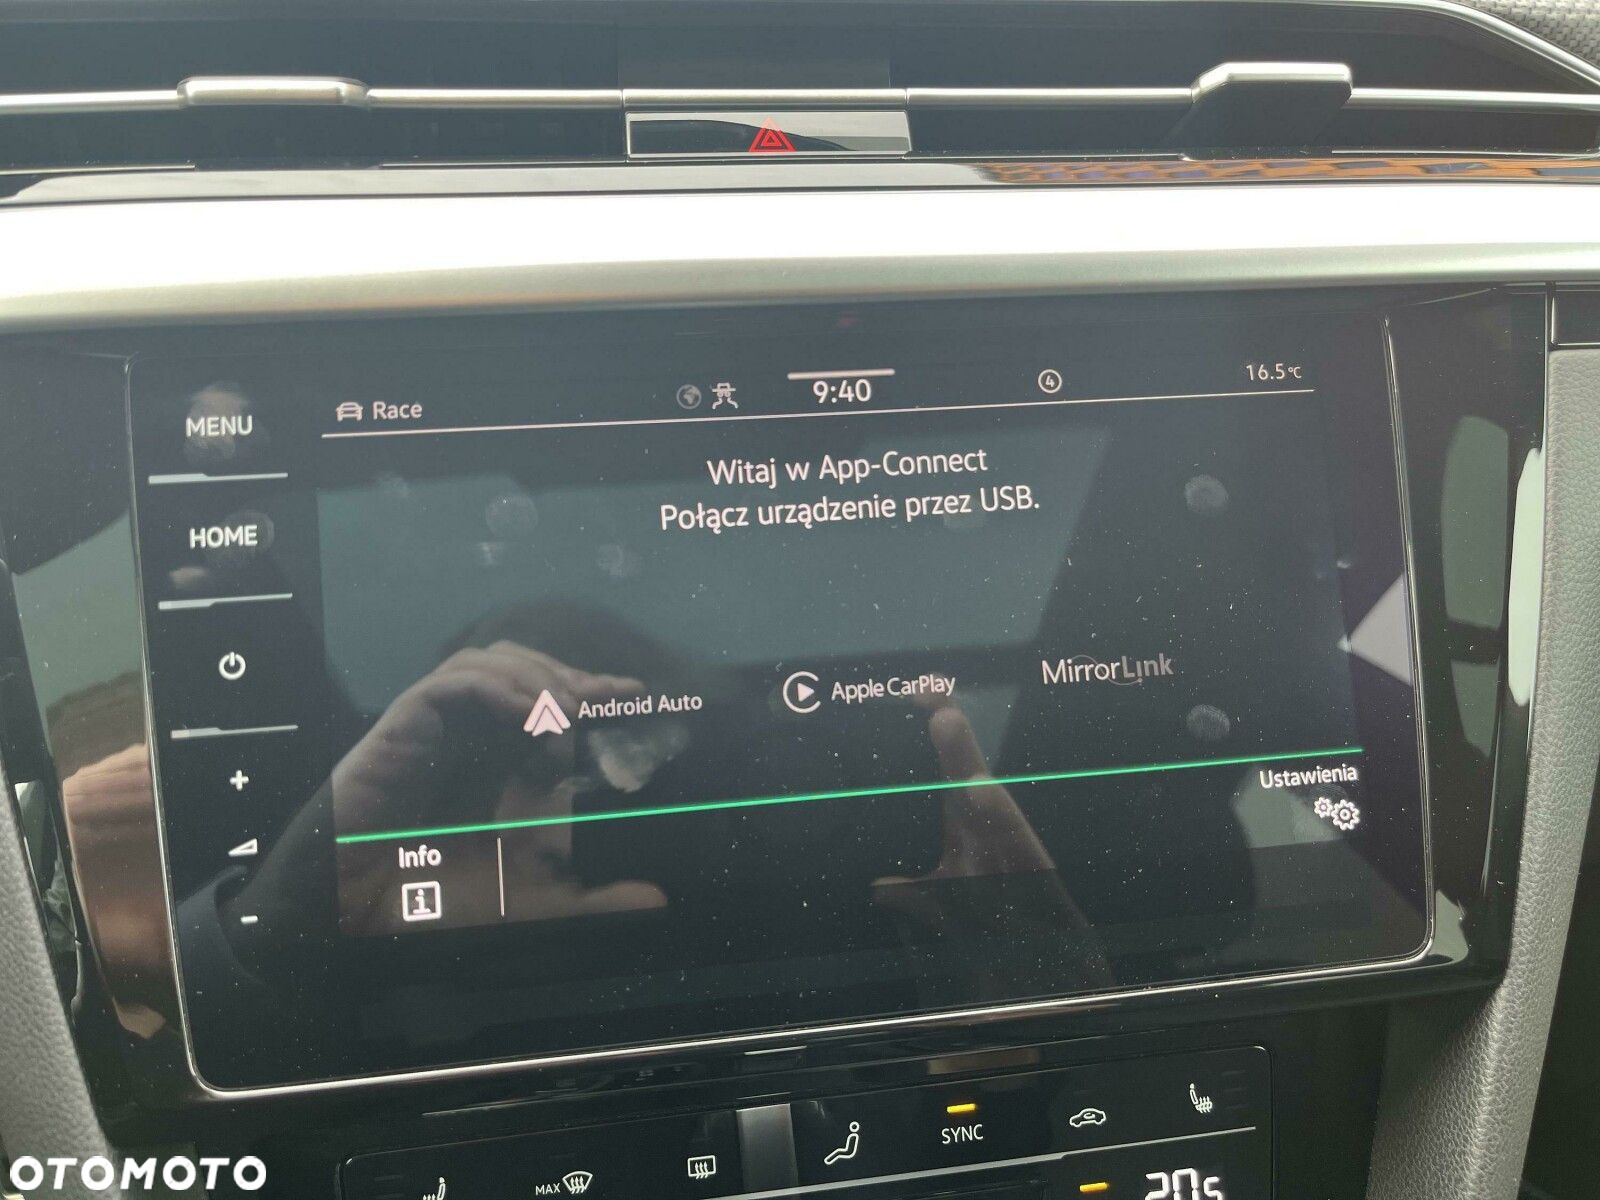 Race
9:40
4
16.5°C
MENU
HOME
Witaj w App-Connect
Połącz urządzenie przez USB.
Android Auto
Apple CarPlay
MirrorLink
Ustawienia
Info
SYNC
MAX
20.5
OTOMOTO